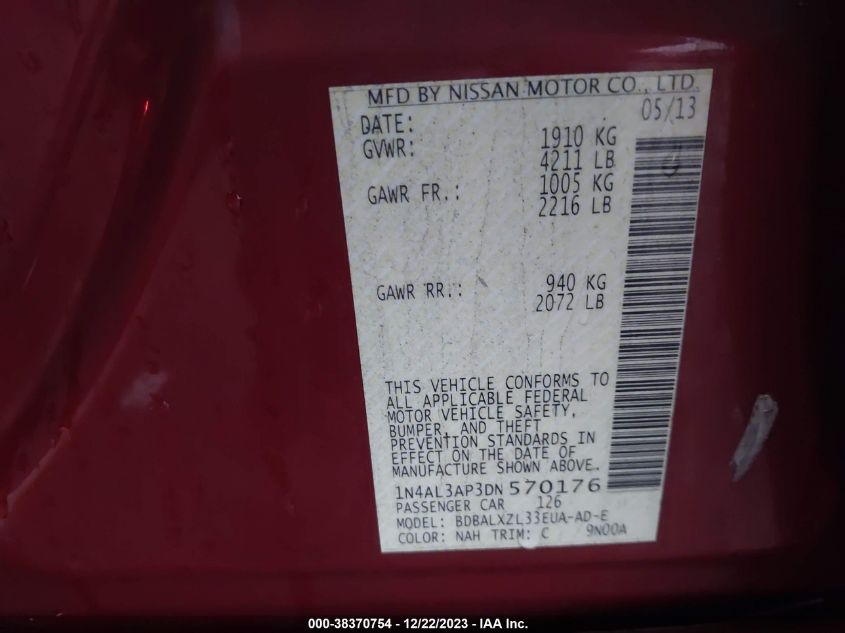 MFD BY NISSAN MOTOR CO., LTD.
DATE: 05/13
GVWR: 1910 KG
4211 LB
GAWR FR.: 1005 KG
2216 LB
GAWR RR.: 940 KG
2072 LB
THIS VEHICLE CONFORMS TO
ALL APPLICABLE FEDERAL
MOTOR VEHICLE SAFETY,
BUMPER, AND THEFT
PREVENTION STANDARDS IN
EFFECT ON THE DATE OF
MANUFACTURE SHOWN ABOVE.
1N4AL3AP3DN 570176
PASSENGER CAR 126
MODEL: BDBALXZL33EUA-AD-E
COLOR: NAH TRIM: C 9N00A
000-38370754 - 12/22/2023 - IAA Inc.